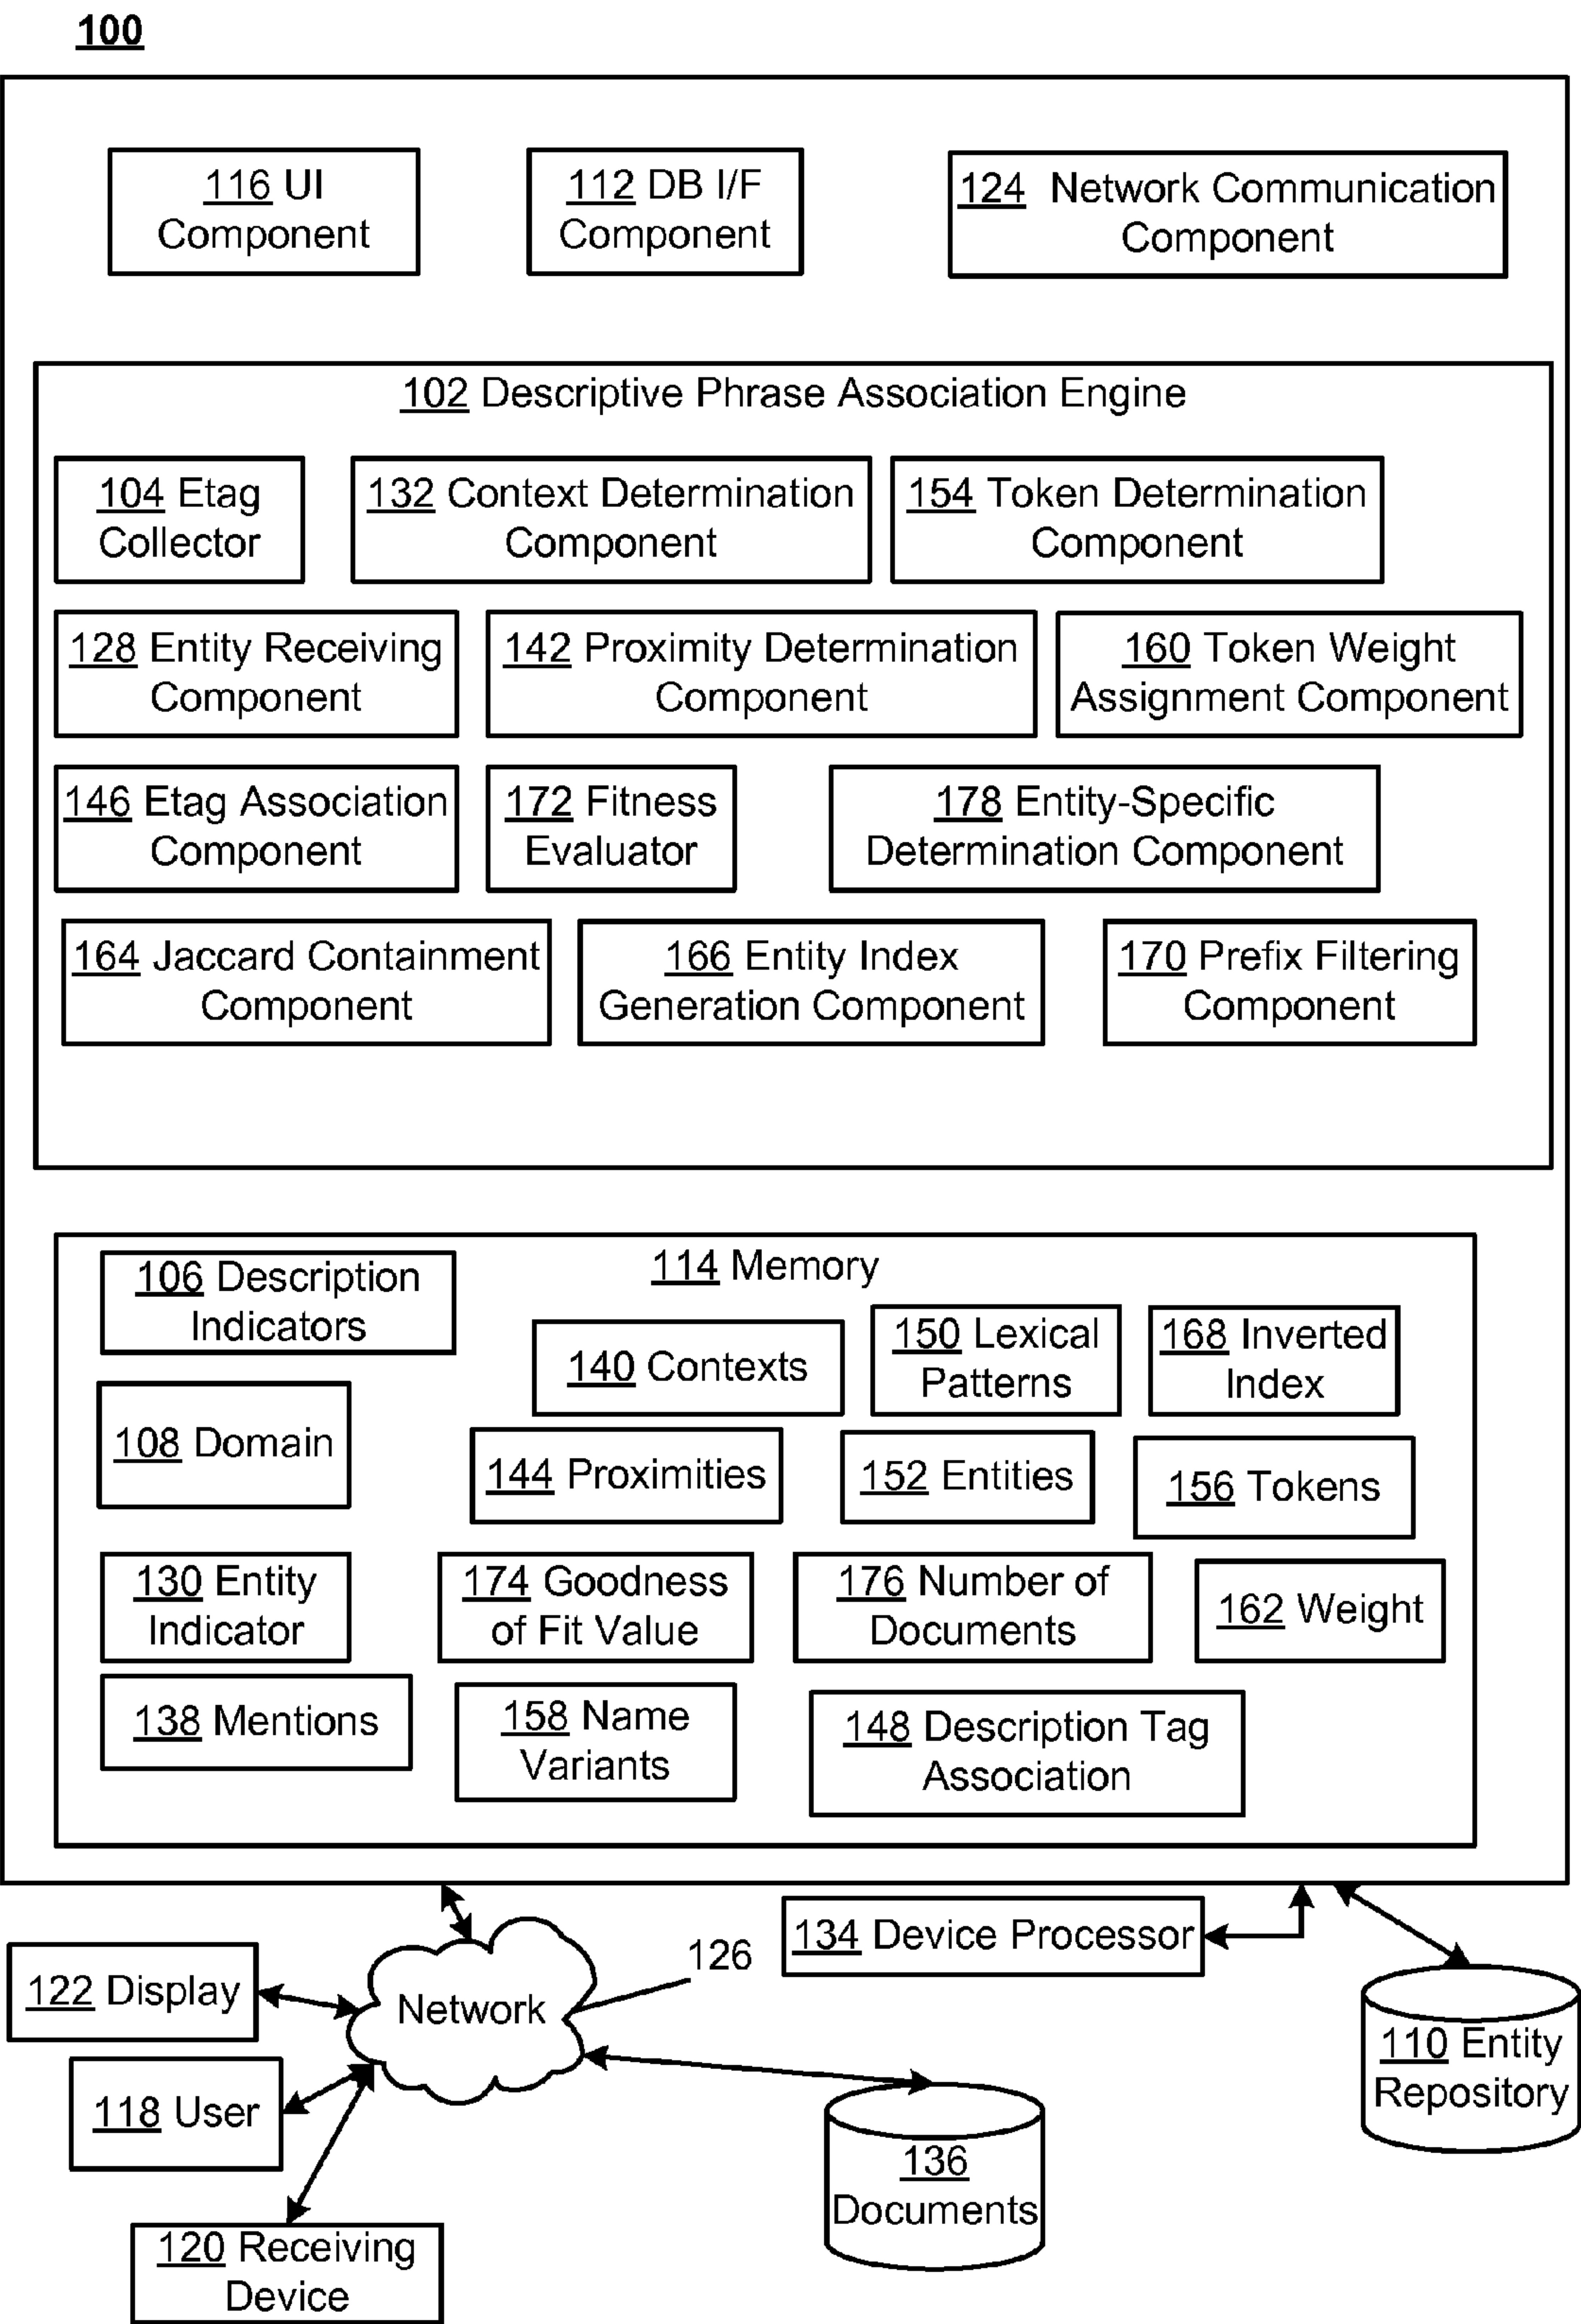 100
116 UI
Component
112 DB I/F
Component
124 Network Communication
Component
102 Descriptive Phrase Association Engine
104 Etag
Collector
132 Context Determination
Component
154 Token Determination
Component
128 Entity Receiving
Component
142 Proximity Determination
Component
160 Token Weight
Assignment Component
146 Etag Association
Component
172 Fitness
Evaluator
178 Entity-Specific
Determination Component
164 Jaccard Containment
Component
166 Entity Index
Generation Component
170 Prefix Filtering
Component
114 Memory
106 Description
Indicators
140 Contexts
150 Lexical
Patterns
168 Inverted
Index
108 Domain
144 Proximities
152 Entities
156 Tokens
130 Entity
Indicator
174 Goodness
of Fit Value
176 Number of
Documents
162 Weight
138 Mentions
158 Name
Variants
148 Description Tag
Association
134 Device Processor
126
122 Display
Network
110 Entity
Repository
118 User
136
Documents
120 Receiving
Device